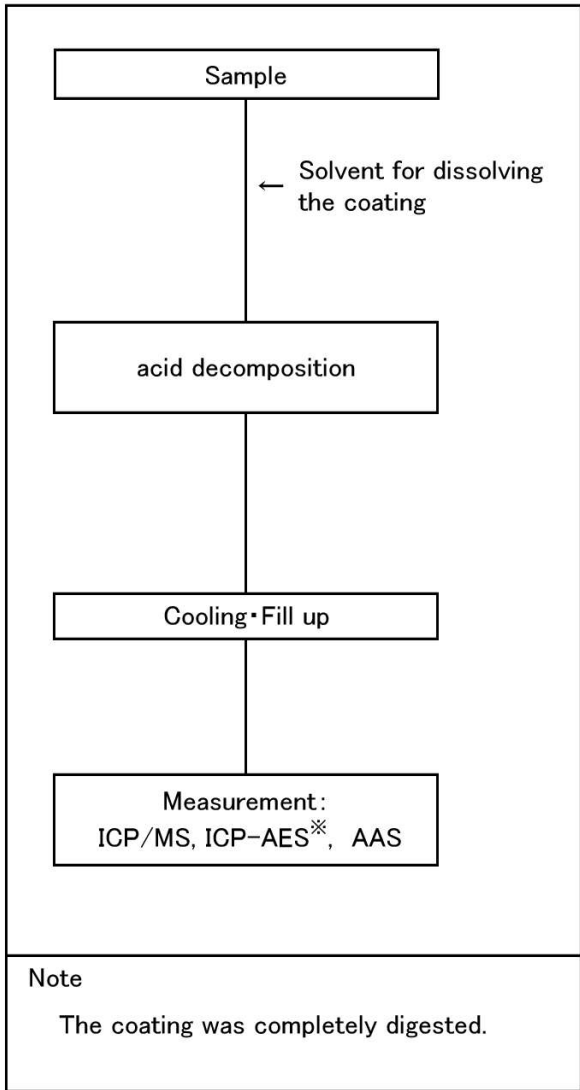 Sample
← Solvent for dissolving
the coating
acid decomposition
Cooling・Fill up
Measurement:
ICP/MS, ICP-AES※, AAS
Note
The coating was completely digested.